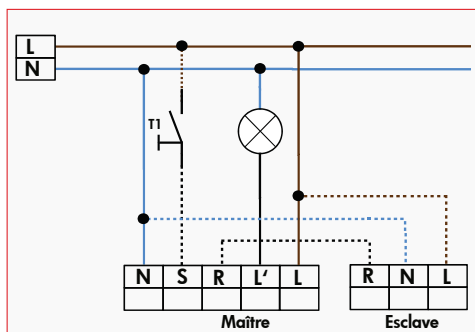 L
N
T1
N S R L' L
R N L
Maître
Esclave